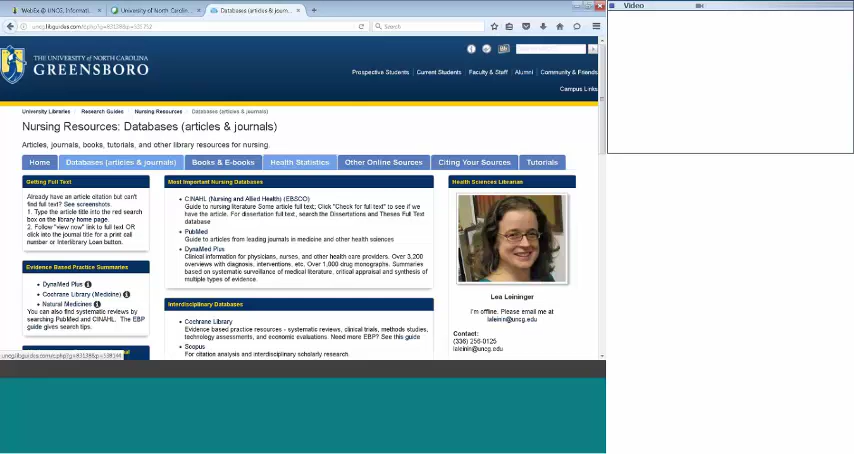 WebEx @ UNCG, Informati...
University of North Carolin...
Databases (articles & journ...
Search
Video
THE UNIVERSITY of NORTH CAROLINA
GREENSBORO
Prospective Students | Current Students | Faculty & Staff | Alumni | Community & Friends
Campus Links
University Libraries Research Guides Nursing Resources Databases (articles & journals)
Nursing Resources: Databases (articles & journals)
Articles, journals, books, tutorials, and other library resources for nursing.
Home Databases (articles & journals) Books & E-books Health Statistics Other Online Sources Citing Your Sources Tutorials
Getting Full Text
Already have an article citation but can't
find full text? See screenshots.
1. Type the article title into the red search
box on the library home page.
2. Follow "view now" link to full text OR
click into the journal title for a print call
number or Interlibrary Loan button.
Evidence Based Practice Summaries
DynaMed Plus
Cochrane Library (Medicine)
Natural Medicines
You can also find systematic reviews by
searching PubMed and CINAHL. The EBP
guide gives search tips.
Most Important Nursing Databases
CINAHL (Nursing and Allied Health) (EBSCO)
Guide to nursing literature Some article full text; Click "Check for full text" to see if we
have the article. For dissertation full text, search the Dissertations and Theses Full Text
database
PubMed
Guide to articles from leading journals in medicine and other health sciences
DynaMed Plus
Clinical information for physicians, nurses, and other health care providers. Over 3,200
overviews with diagnosis, interventions, etc. Over 1,000 drug monographs. Summaries
based on systematic surveillance of medical literature, critical appraisal and synthesis of
multiple types of evidence.
Interdisciplinary Databases
Cochrane Library
Evidence based practice resources - systematic reviews, clinical trials, methods studies,
technology assessments, and economic evaluations. Need more EBP? See this guide
Scopus
For citation analysis and interdisciplinary scholarly research.
Health Sciences Librarian
Lea Leininger
I'm offline. Please email me at
laleinin@uncg.edu
Contact:
(336) 256-0125
laleinin@uncg.edu